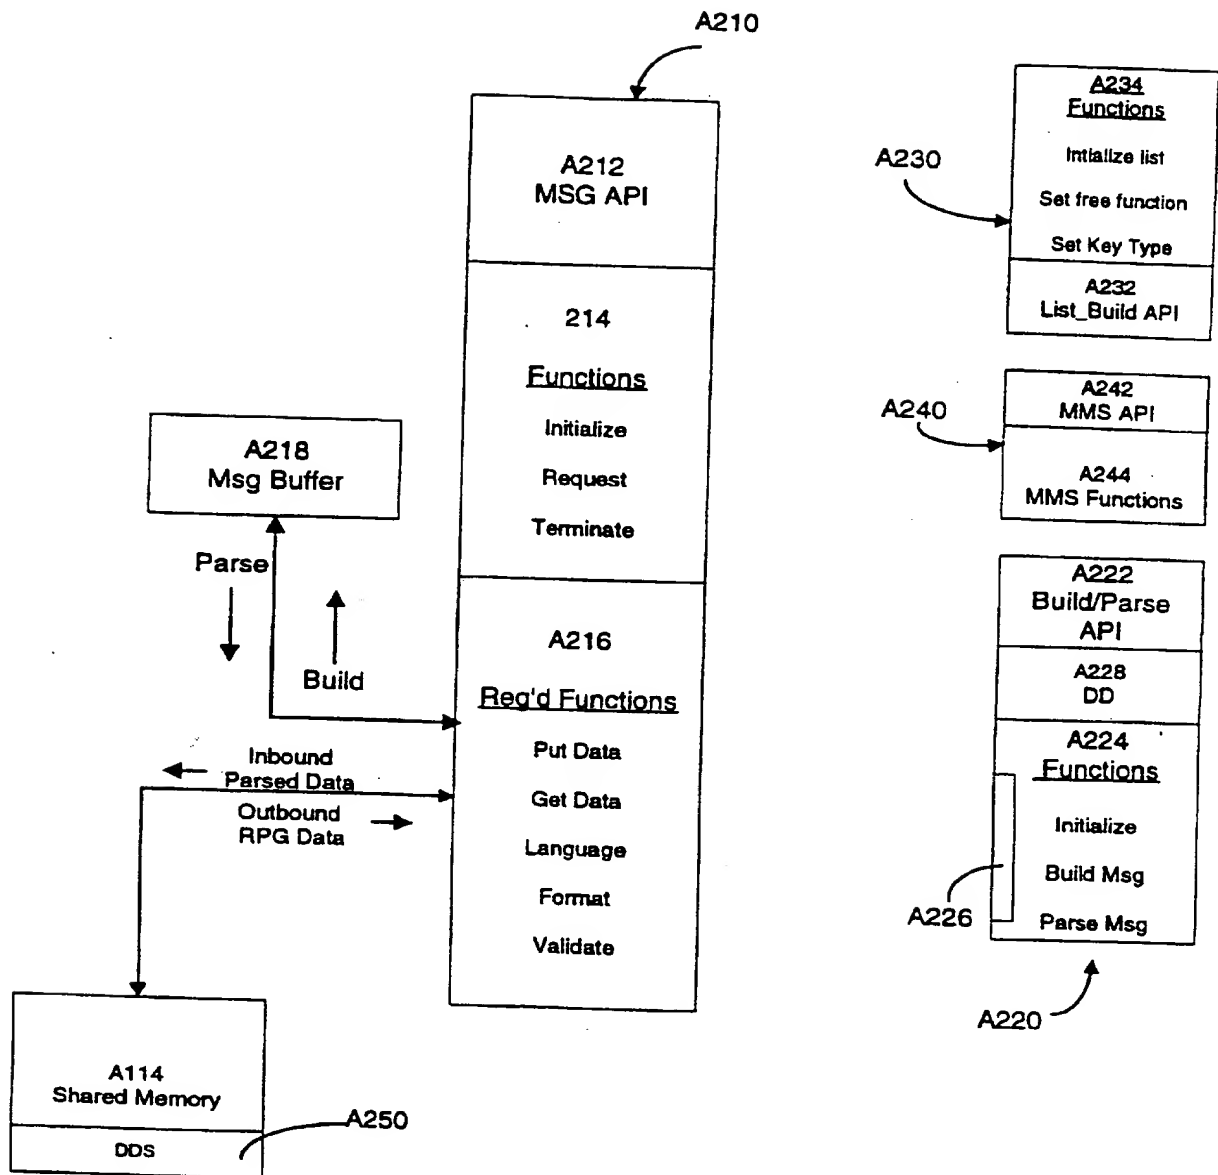 A210
A212
MSG API
214
Functions
Initialize
Request
Terminate
A216
Reg'd Functions
Put Data
Get Data
Language
Format
Validate
A218
Msg Buffer
Parse
Build
Inbound
Parsed Data
Outbound
RPG Data
A114
Shared Memory
DDS
A250
A230
A234
Functions
Intialize list
Set free function
Set Key Type
A232
List_Build API
A240
A242
MMS API
A244
MMS Functions
A222
Build/Parse
API
A228
DD
A224
Functions
Initialize
Build Msg
Parse Msg
A226
A220